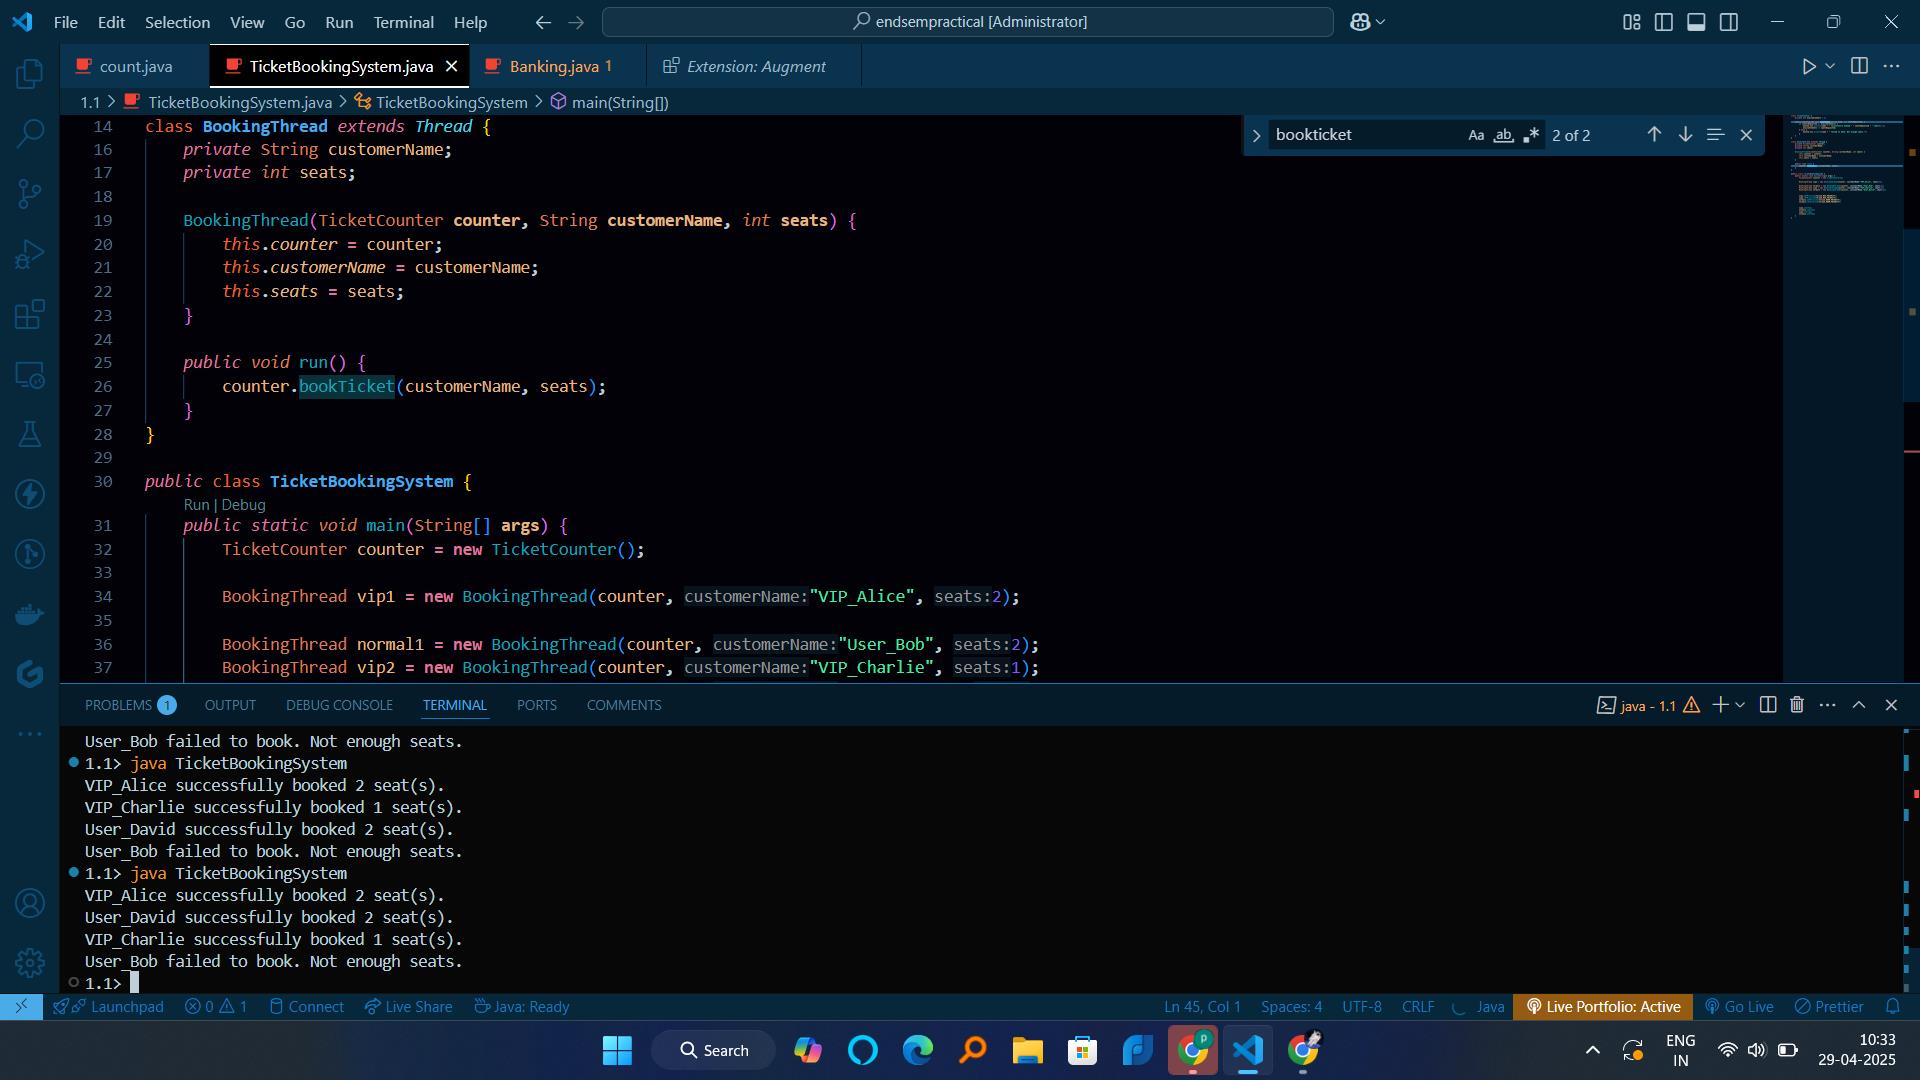 File Edit Selection View Go Run Terminal Help
endsempractical [Administrator]
count.java
TicketBookingSystem.java
Banking.java 1
Extension: Augment
1.1 > TicketBookingSystem.java > TicketBookingSystem > main(String[])
bookticket Aa ab 2 of 2
14 class BookingThread extends Thread {
16 private String customerName;
17 private int seats;
18
19 BookingThread(TicketCounter counter, String customerName, int seats) {
20 this.counter = counter;
21 this.customerName = customerName;
22 this.seats = seats;
23 }
24
25 public void run() {
26 counter.bookTicket(customerName, seats);
27 }
28 }
29
30 public class TicketBookingSystem {
Run | Debug
31 public static void main(String[] args) {
32 TicketCounter counter = new TicketCounter();
33
34 BookingThread vip1 = new BookingThread(counter, customerName:"VIP_Alice", seats:2);
35
36 BookingThread normal1 = new BookingThread(counter, customerName:"User_Bob", seats:2);
37 BookingThread vip2 = new BookingThread(counter, customerName:"VIP_Charlie", seats:1);
PROBLEMS 1 OUTPUT DEBUG CONSOLE TERMINAL PORTS COMMENTS
java - 1.1
User_Bob failed to book. Not enough seats.
1.1> java TicketBookingSystem
VIP_Alice successfully booked 2 seat(s).
VIP_Charlie successfully booked 1 seat(s).
User_David successfully booked 2 seat(s).
User_Bob failed to book. Not enough seats.
1.1> java TicketBookingSystem
VIP_Alice successfully booked 2 seat(s).
User_David successfully booked 2 seat(s).
VIP_Charlie successfully booked 1 seat(s).
User_Bob failed to book. Not enough seats.
1.1>
Launchpad 0 1 Connect Live Share Java: Ready Ln 45, Col 1 Spaces: 4 UTF-8 CRLF Java Live Portfolio: Active Go Live Prettier
Search
ENG
IN
10:33
29-04-2025